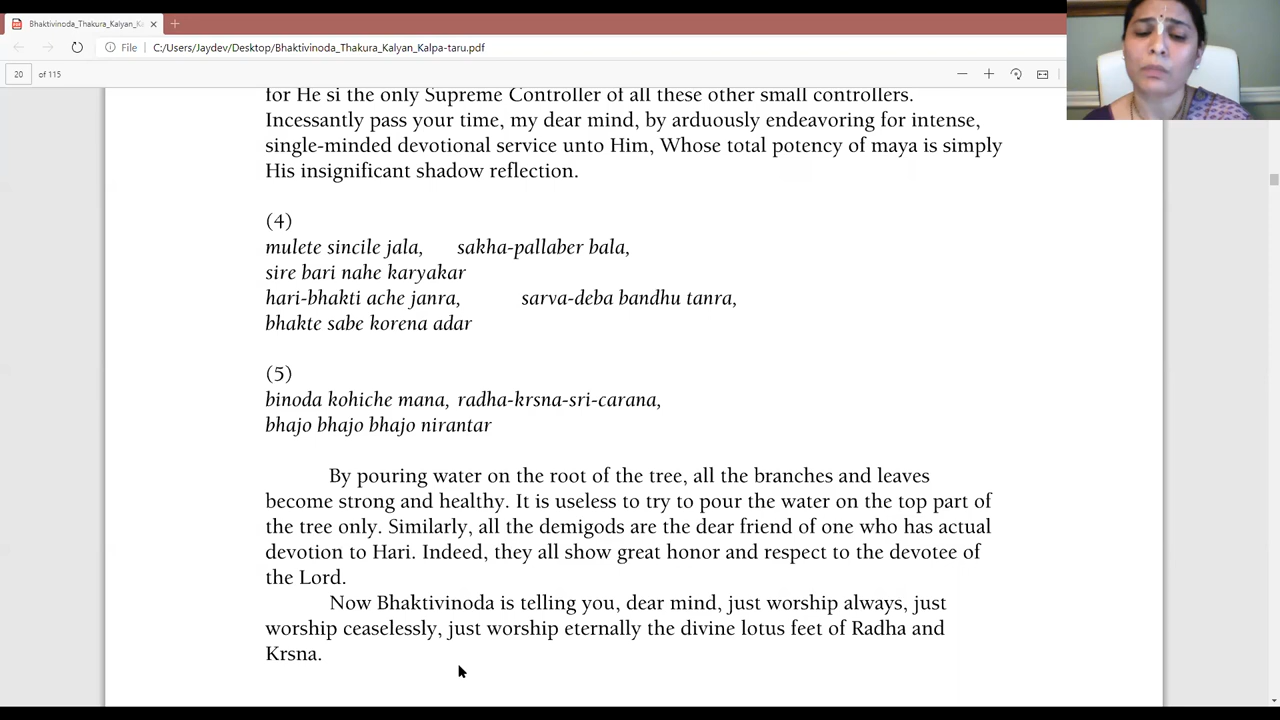 Bhaktivinoda_Thakura_Kalyan_K
File C:/Users/Jaydev/Desktop/Bhaktivinoda_Thakura_Kalyan_Kalpa-taru.pdf
20 of 115
for He si the only Supreme Controller of all these other small controllers.
Incessantly pass your time, my dear mind, by arduously endeavoring for intense,
single-minded devotional service unto Him, Whose total potency of maya is simply
His insignificant shadow reflection.
(4)
mulete sincile jala, sakha-pallaber bala,
sire bari nahe karyakar
hari-bhakti ache janra, sarva-deba bandhu tanra,
bhakte sabe korena adar
(5)
binoda kohiche mana, radha-krsna-sri-carana,
bhajo bhajo bhajo nirantar
By pouring water on the root of the tree, all the branches and leaves
become strong and healthy. It is useless to try to pour the water on the top part of
the tree only. Similarly, all the demigods are the dear friend of one who has actual
devotion to Hari. Indeed, they all show great honor and respect to the devotee of
the Lord.
Now Bhaktivinoda is telling you, dear mind, just worship always, just
worship ceaselessly, just worship eternally the divine lotus feet of Radha and
Krsna.